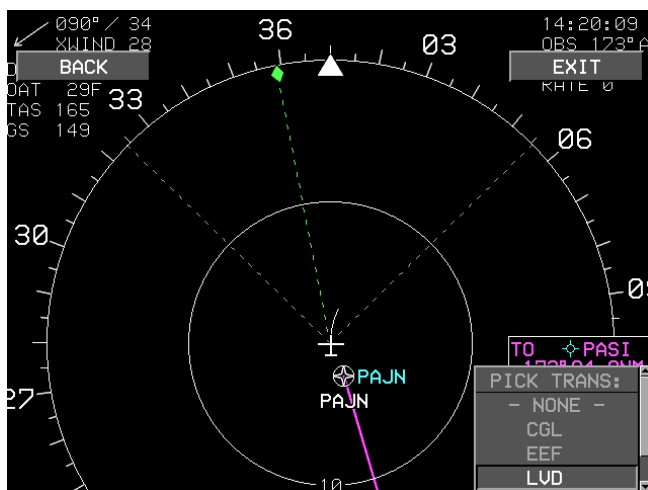 090°/ 34
XWIND 28
BACK
OAT 29F
TAS 165
GS 149
14:20:09
OBS 173°A
EXIT
RATE 0
33
36
03
06
30
27
PAJN
PAJN
10
TO PASI
PICK TRANS:
– NONE –
CGL
EEF
LVD